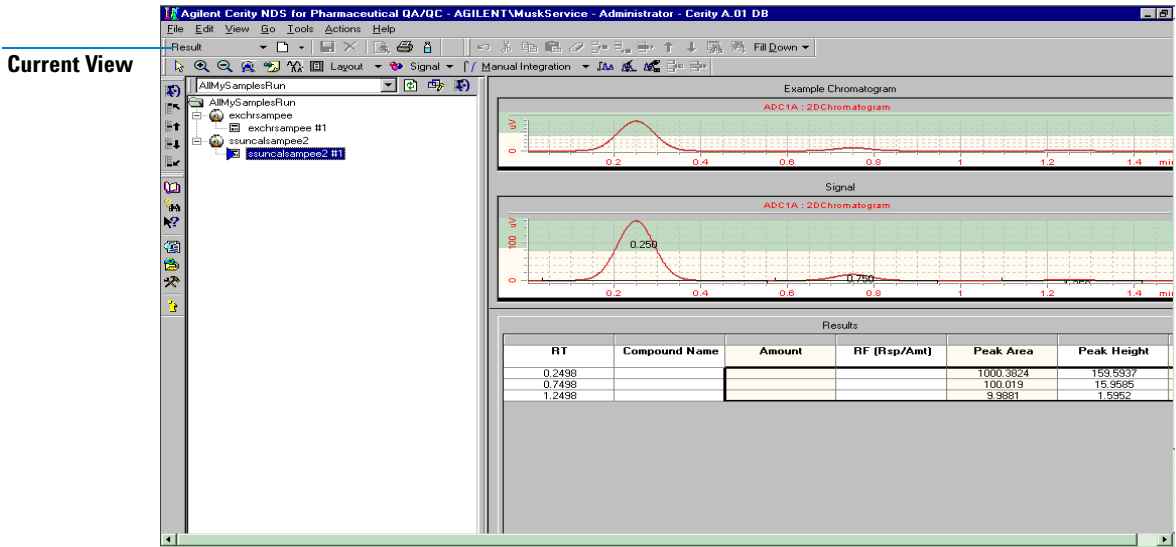 Agilent Cerity NDS for Pharmaceutical QA/QC - AGILENT\MuskService - Administrator - Cerity A.01 DB
File Edit View Go Tools Actions Help
Result Fill Down
Current View
Layout Signal Manual Integration
AllMySamplesRun
AllMySamplesRun
exchrsampee
exchrsampee #1
ssuncalsampee2
ssuncalsampee2 #1
Example Chromatogram
ADC1A : 2DChromatogram
uV
0
0.2 0.4 0.6 0.8 1 1.2 1.4 min
Signal
ADC1A : 2DChromatogram
uV
100
0
0.250
0.750
0.2 0.4 0.6 0.8 1 1.2 1.4 mi
Results
RT Compound Name Amount RF (Rsp/Amt) Peak Area Peak Height
0.2498 1000.3824 159.5937
0.7498 100.019 15.9585
1.2498 9.9881 1.5952